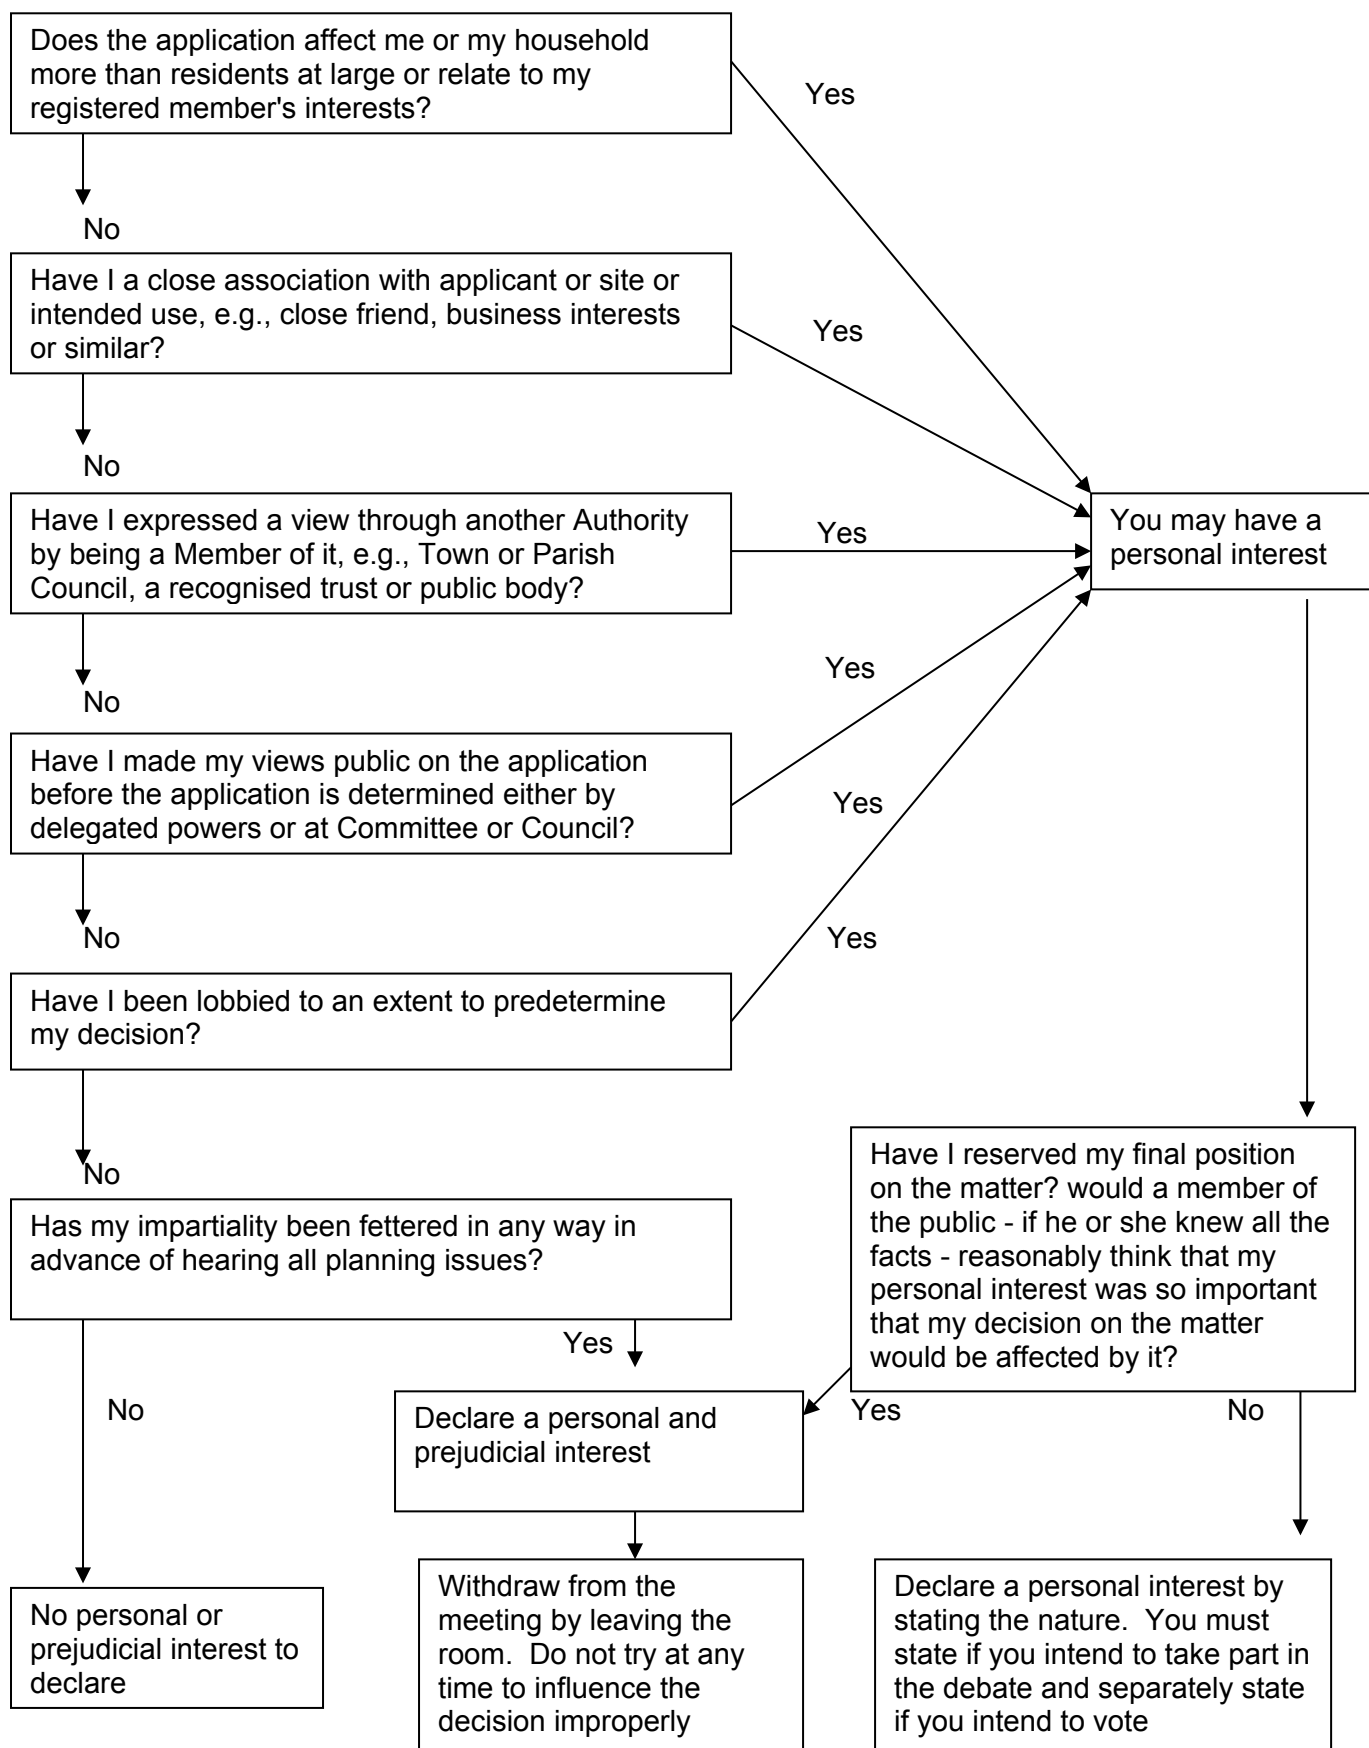 Does the application affect me or my household
more than residents at large or relate to my
registered member's interests?
Yes
No
Have I a close association with applicant or site or
intended use, e.g., close friend, business interests
or similar?
Yes
No
Have I expressed a view through another Authority
by being a Member of it, e.g., Town or Parish
Council, a recognised trust or public body?
Yes
You may have a
personal interest
No
Yes
Have I made my views public on the application
before the application is determined either by
delegated powers or at Committee or Council?
Yes
No
Yes
Have I been lobbied to an extent to predetermine
my decision?
No
Have I reserved my final position
on the matter? would a member of
the public - if he or she knew all the
facts - reasonably think that my
personal interest was so important
that my decision on the matter
would be affected by it?
Has my impartiality been fettered in any way in
advance of hearing all planning issues?
Yes
No
Yes
No
Declare a personal and
prejudicial interest
No personal or
prejudicial interest to
declare
Withdraw from the
meeting by leaving the
room.  Do not try at any
time to influence the
decision improperly
Declare a personal interest by
stating the nature.  You must
state if you intend to take part in
the debate and separately state
if you intend to vote